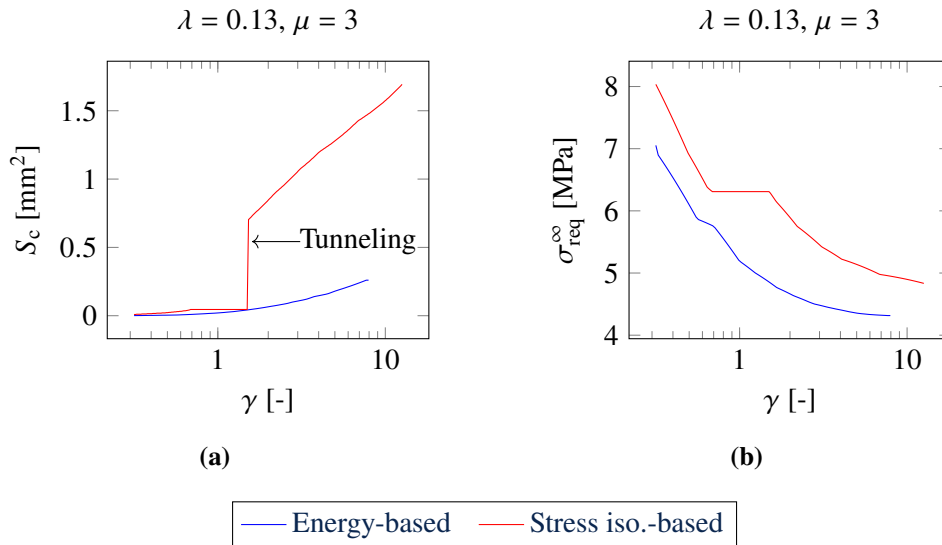 λ = 0.13, μ = 3
S_c [mm²]
1.5
1
0.5
0
Tunneling
1
10
γ [-]
(a)
λ = 0.13, μ = 3
σ^∞_req [MPa]
8
7
6
5
4
1
10
γ [-]
(b)
Energy-based
Stress iso.-based